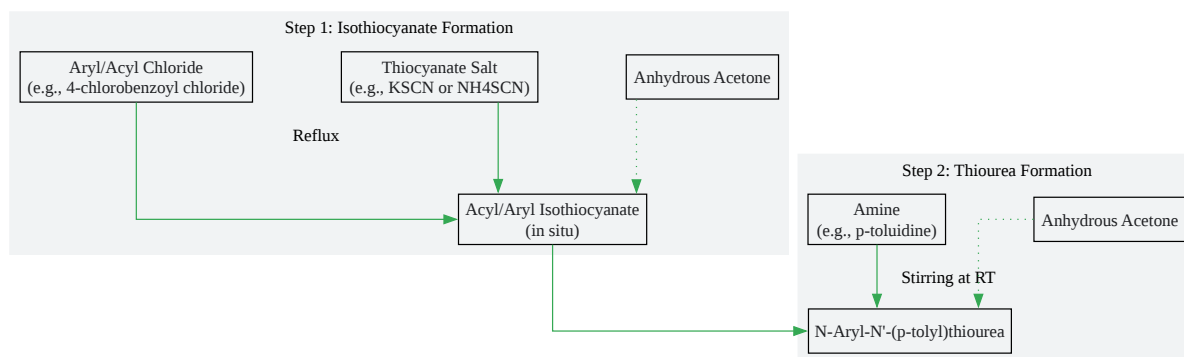 Step 1: Isothiocyanate Formation
Aryl/Acyl Chloride
(e.g., 4-chlorobenzoyl chloride)
Thiocyanate Salt
(e.g., KSCN or NH4SCN)
Anhydrous Acetone
Reflux
Acyl/Aryl Isothiocyanate
(in situ)
Step 2: Thiourea Formation
Amine
(e.g., p-toluidine)
Anhydrous Acetone
Stirring at RT
N-Aryl-N'-(p-tolyl)thiourea